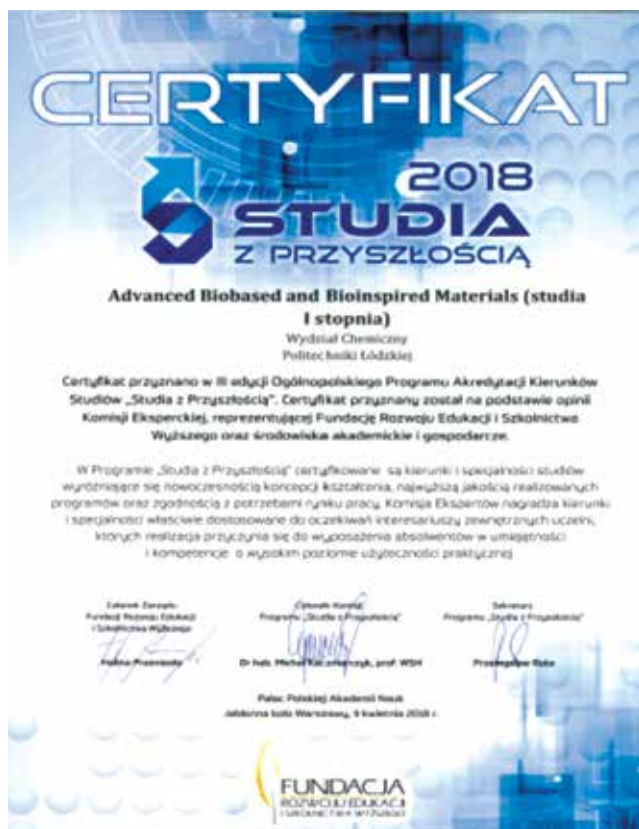 CERTYFIKAT
2018
STUDIA
Z PRZYSZŁOŚCIĄ
Advanced Biobased and Bioinspired Materials (studia
I stopnia)
Wydział Chemiczny
Politechniki Łódzkiej
Certyfikat przyznano w III edycji Ogólnopolskiego Programu Akredytacji Kierunków
Studiów „Studia z Przyszłością”. Certyfikat przyznany został na podstawie opinii
Komisji Eksperckiej, reprezentującej Fundację Rozwoju Edukacji i Szkolnictwa
Wyższego oraz środowiska akademickie i gospodarcze.
W Programie „Studia z Przyszłością” certyfikowane są kierunki i specjalności studiów
wyróżniające się nowoczesnością koncepcji kształcenia, najwyższą jakością realizowanych
programów oraz zgodnością z potrzebami rynku pracy. Komisja Ekspertów nagradza kierunki
i specjalności właściwie dostosowane do oczekiwań interesariuszy zewnętrznych uczelni,
których realizacja przyczynia się do wyposażenia absolwentów w umiejętności
i kompetencje o wysokim poziomie użyteczności praktycznej
Członek Zarządu
Fundacji Rozwoju Edukacji
i Szkolnictwa Wyższego
Członek Komisji
Programu „Studia z Przyszłością”
Sekretarz
Programu „Studia z Przyszłością”
Dr hab. Michał Kaczmarczyk, prof. WSH
Przemysław Ruta
Pałac Polskiej Akademii Nauk
Jabłonna koło Warszawy, 9 kwietnia 2018 r.
FUNDACJA
ROZWOJU EDUKACJI
I SZKOLNICTWA WYŻSZEGO